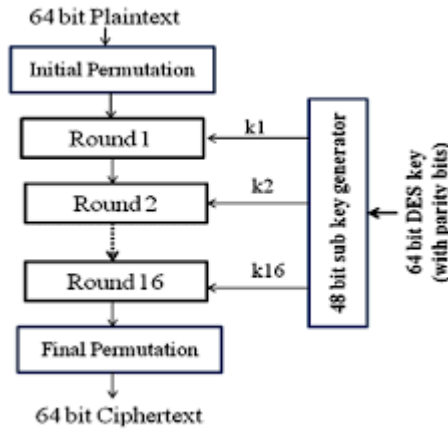 64 bit Plaintext
Initial Permutation
Round 1
k1
Round 2
k2
Round 16
k16
Final Permutation
64 bit Ciphertext
48 bit sub key generator
64 bit DES key
(with parity bits)